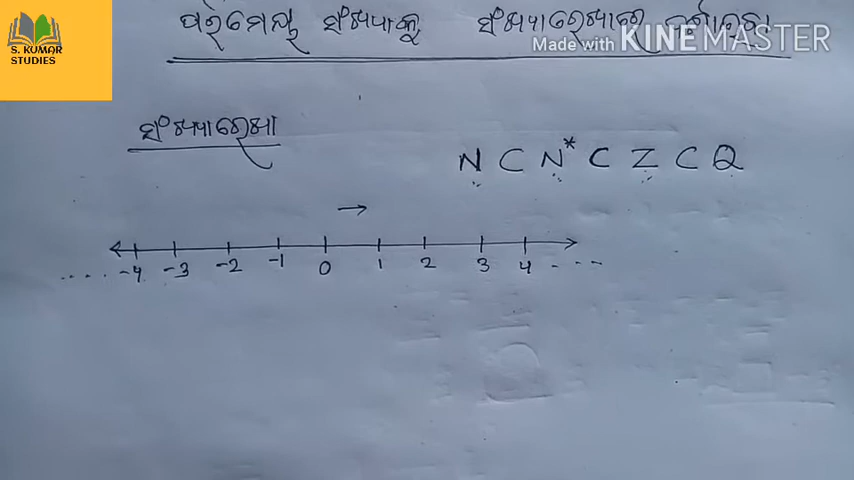 ପରିମେୟ ସଂଖ୍ୟାକୁ ସଂଖ୍ୟାରେଖାରେ ଦର୍ଶାଇବା
Made with KINEMASTER
S. KUMAR
STUDIES
ସଂଖ୍ୟାରେଖା
N C N* C Z C Q
→
.... -4 -3 -2 -1 0 1 2 3 4 ....